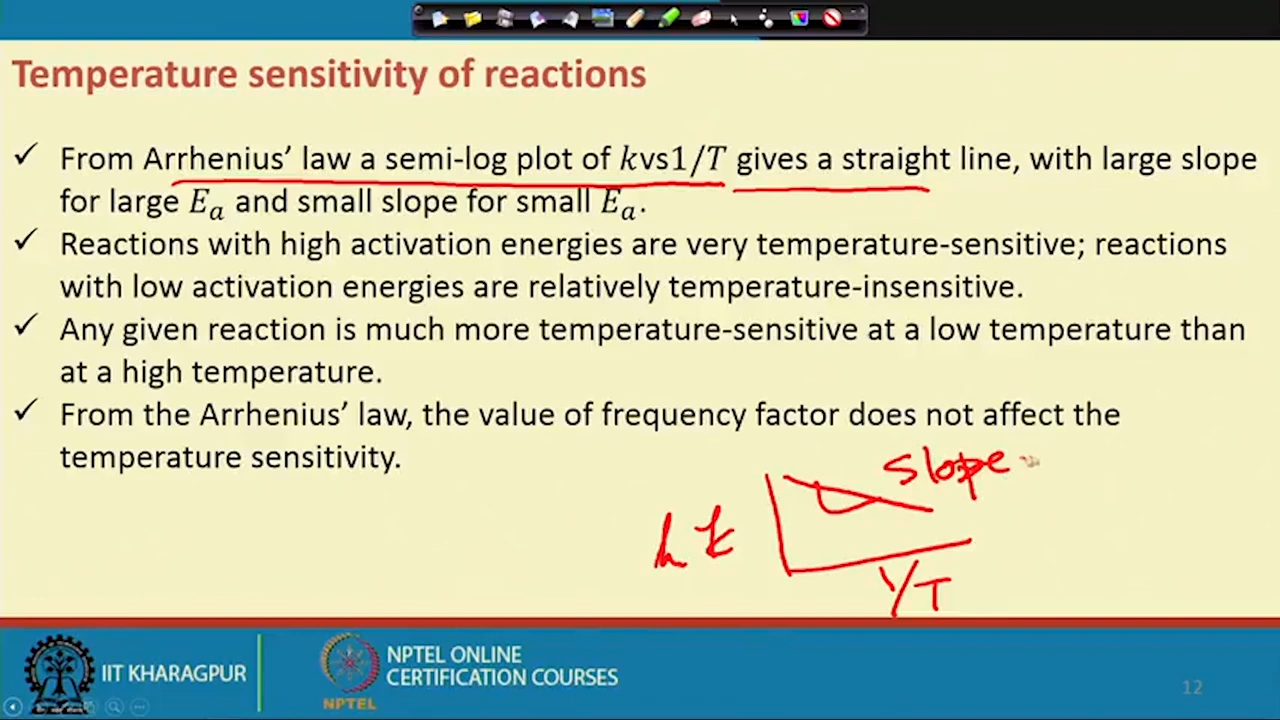 Temperature sensitivity of reactions
✓ From Arrhenius’ law a semi-log plot of kvs1/T gives a straight line, with large slope
for large Eₐ and small slope for small Eₐ.
✓ Reactions with high activation energies are very temperature-sensitive; reactions
with low activation energies are relatively temperature-insensitive.
✓ Any given reaction is much more temperature-sensitive at a low temperature than
at a high temperature.
✓ From the Arrhenius’ law, the value of frequency factor does not affect the
temperature sensitivity.
slope
k
1/T
IIT KHARAGPUR
NPTEL
NPTEL ONLINE
CERTIFICATION COURSES
12